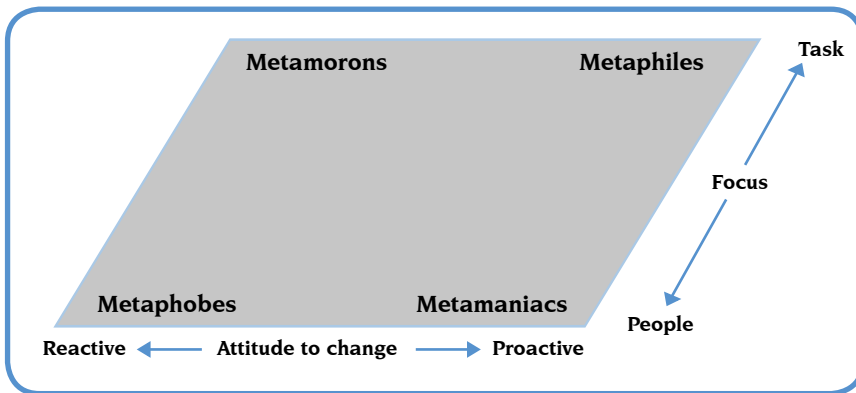 Task
Metamorons
Metaphiles
Focus
Metaphobes
Metamaniacs
People
Reactive
Attitude to change
Proactive